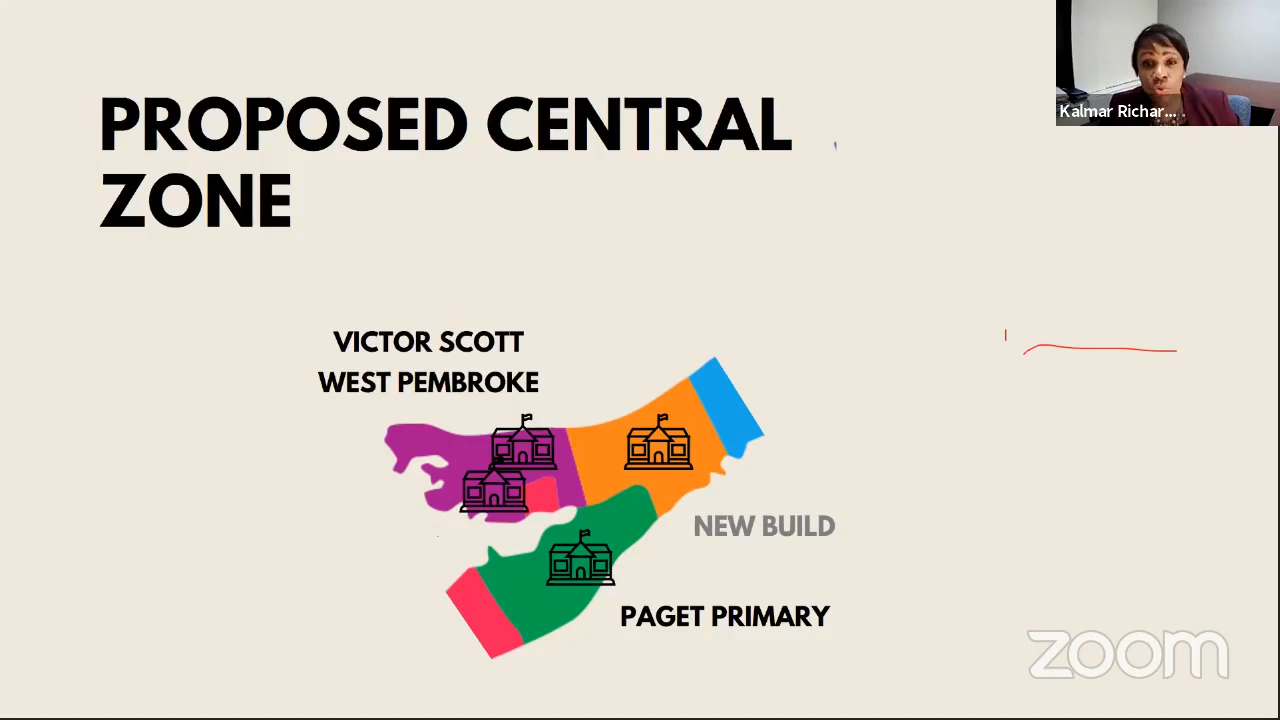 PROPOSED CENTRAL
ZONE
Kalmar Richar...
VICTOR SCOTT
WEST PEMBROKE
NEW BUILD
PAGET PRIMARY
zoom